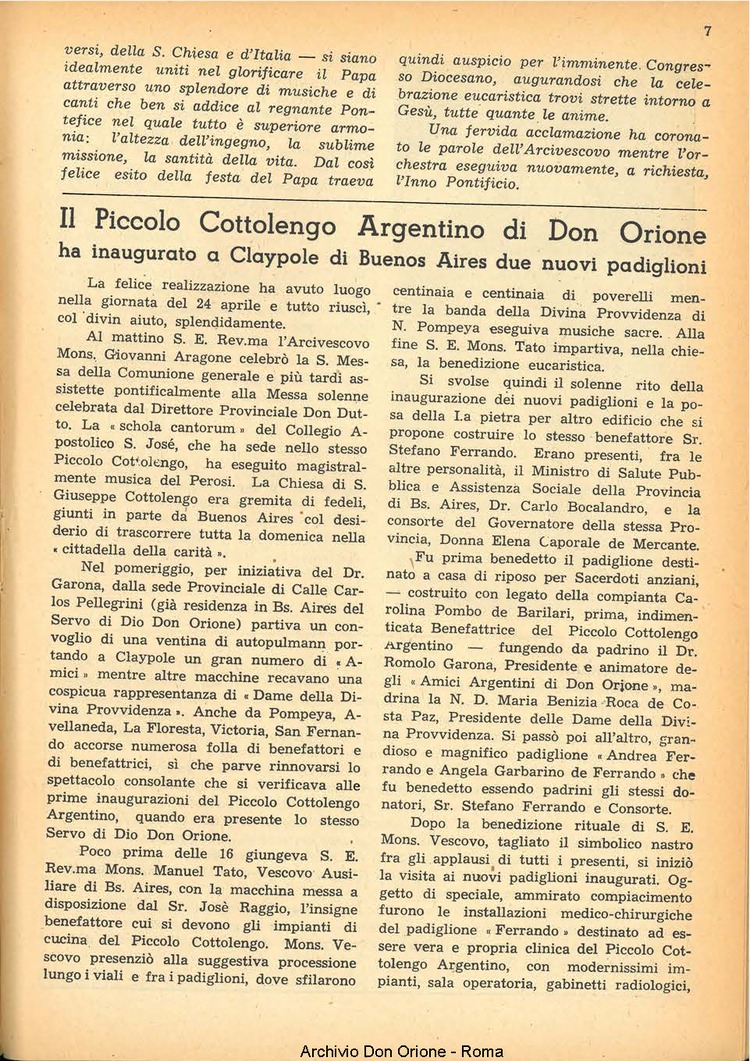 7
versi, della S. Chiesa e d'Italia — si siano
idealmente uniti nel glorificare il Papa
attraverso uno splendore di musiche e di
canti che ben si addice al regnante Pon-
tefice nel quale tutto è superiore armo-
nia: l'altezza dell'ingegno, la sublime
missione, la santità della vita. Dal così
felice esito della festa del Papa traeva
quindi auspicio per l'imminente Congres-
so Diocesano, augurandosi che la cele-
brazione eucaristica trovi strette intorno a
Gesù, tutte quante le anime.
Una fervida acclamazione ha corona-
to le parole dell'Arcivescovo mentre l'or-
chestra eseguiva nuovamente, a richiesta,
l'Inno Pontificio.
Il Piccolo Cottolengo Argentino di Don Orione
ha inaugurato a Claypole di Buenos Aires due nuovi padiglioni
La felice realizzazione ha avuto luogo
nella giornata del 24 aprile e tutto riuscì,
col divin aiuto, splendidamente.
Al mattino S. E. Rev.ma l'Arcivescovo
Mons. Giovanni Aragone celebrò la S. Mes-
sa della Comunione generale e più tardi as-
sistette pontificalmente alla Messa solenne
celebrata dal Direttore Provinciale Don Dut-
to. La « schola cantorum » del Collegio A-
postolico S. José, che ha sede nello stesso
Piccolo Cottolengo, ha eseguito magistral-
mente musica del Perosi. La Chiesa di S.
Giuseppe Cottolengo era gremita di fedeli,
giunti in parte da Buenos Aires col desi-
derio di trascorrere tutta la domenica nella
« cittadella della carità ».
Nel pomeriggio, per iniziativa del Dr.
Garona, dalla sede Provinciale di Calle Car-
los Pellegrini (già residenza in Bs. Aires del
Servo di Dio Don Orione) partiva un con-
voglio di una ventina di autopulmann por-
tando a Claypole un gran numero di « A-
mici » mentre altre macchine recavano una
cospicua rappresentanza di « Dame della Di-
vina Provvidenza ». Anche da Pompeya, A-
vellaneda, La Floresta, Victoria, San Fernan-
do accorse numerosa folla di benefattori e
di benefattrici, sì che parve rinnovarsi lo
spettacolo consolante che si verificava alle
prime inaugurazioni del Piccolo Cottolengo
Argentino, quando era presente lo stesso
Servo di Dio Don Orione.
Poco prima delle 16 giungeva S. E.
Rev.ma Mons. Manuel Tato, Vescovo Ausi-
liare di Bs. Aires, con la macchina messa a
disposizione dal Sr. Josè Raggio, l'insigne
benefattore cui si devono gli impianti di
cucina del Piccolo Cottolengo. Mons. Ve-
scovo presenziò alla suggestiva processione
lungo i viali e fra i padiglioni, dove sfilarono
centinaia e centinaia di poverelli men-
tre la banda della Divina Provvidenza di
N. Pompeya eseguiva musiche sacre. Alla
fine S. E. Mons. Tato impartiva, nella chie-
sa, la benedizione eucaristica.
Si svolse quindi il solenne rito della
inaugurazione dei nuovi padiglioni e la po-
sa della I.a pietra per altro edificio che si
propone costruire lo stesso benefattore Sr.
Stefano Ferrando. Erano presenti, fra le
altre personalità, il Ministro di Salute Pub-
blica e Assistenza Sociale della Provincia
di Bs. Aires, Dr. Carlo Bocalandro, e la
consorte del Governatore della stessa Pro-
vincia, Donna Elena Caporale de Mercante.
Fu prima benedetto il padiglione desti-
nato a casa di riposo per Sacerdoti anziani,
— costruito con legato della compianta Ca-
rolina Pombo de Barilari, prima, indimen-
ticata Benefattrice del Piccolo Cottolengo
Argentino — fungendo da padrino il Dr.
Romolo Garona, Presidente e animatore de-
gli « Amici Argentini di Don Orione », ma-
drina la N. D. Maria Benizia Roca de Co-
sta Paz, Presidente delle Dame della Divi-
na Provvidenza. Si passò poi all'altro, gran-
dioso e magnifico padiglione « Andrea Fer-
rando e Angela Garbarino de Ferrando » che
fu benedetto essendo padrini gli stessi do-
natori, Sr. Stefano Ferrando e Consorte.
Dopo la benedizione rituale di S. E.
Mons. Vescovo, tagliato il simbolico nastro
fra gli applausi di tutti i presenti, si iniziò
la visita ai nuovi padiglioni inaugurati. Og-
getto di speciale, ammirato compiacimento
furono le installazioni medico-chirurgiche
del padiglione « Ferrando » destinato ad es-
sere vera e propria clinica del Piccolo Cot-
tolengo Argentino, con modernissimi im-
pianti, sala operatoria, gabinetti radiologici,
Archivio Don Orione - Roma